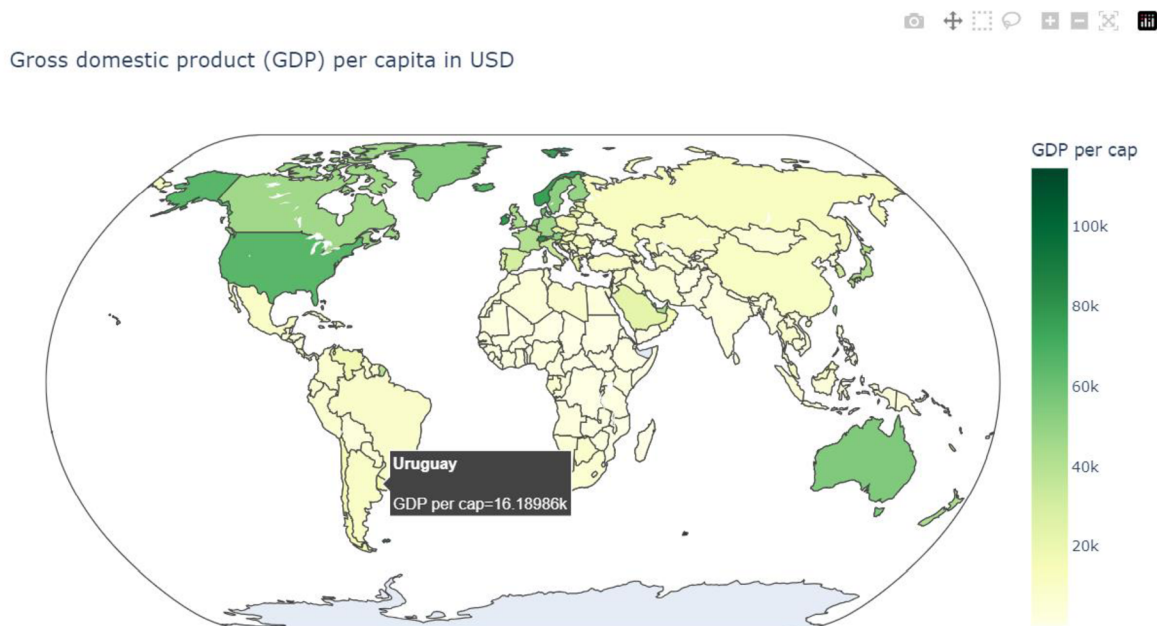 Gross domestic product (GDP) per capita in USD
GDP per cap
100k
80k
60k
40k
20k
Uruguay
GDP per cap=16.18986k